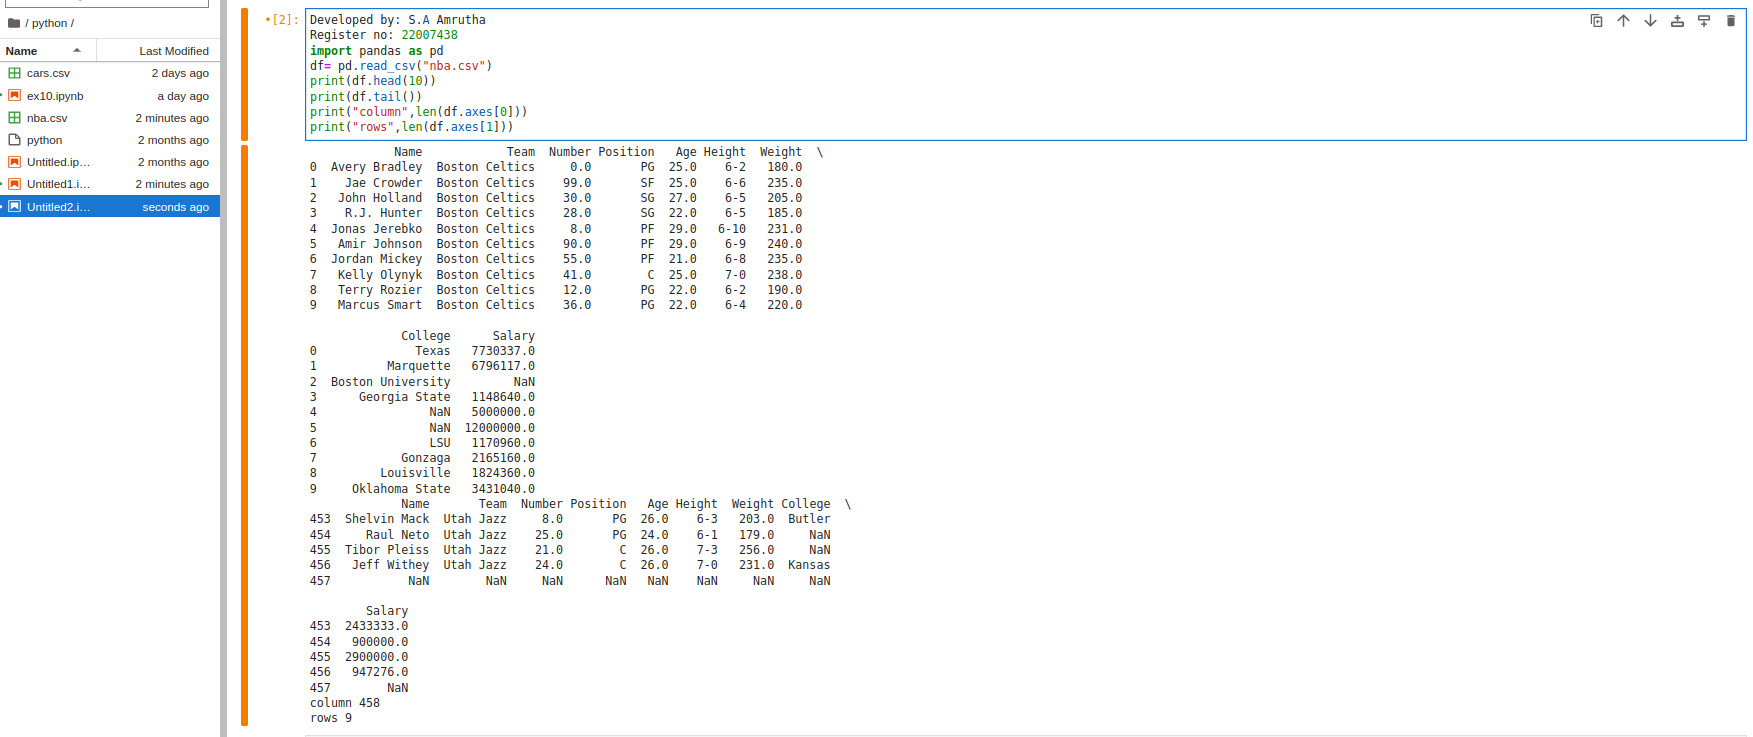 / python /
Name Last Modified
cars.csv 2 days ago
ex10.ipynb a day ago
nba.csv 2 minutes ago
python 2 months ago
Untitled.ip... 2 months ago
Untitled1.i... 2 minutes ago
Untitled2.i... seconds ago
[2]:
Developed by: S.A Amrutha
Register no: 22007438
import pandas as pd
df= pd.read_csv("nba.csv")
print(df.head(10))
print(df.tail())
print("column",len(df.axes[0]))
print("rows",len(df.axes[1]))
Name Team Number Position Age Height Weight \
0 Avery Bradley Boston Celtics 0.0 PG 25.0 6-2 180.0
1 Jae Crowder Boston Celtics 99.0 SF 25.0 6-6 235.0
2 John Holland Boston Celtics 30.0 SG 27.0 6-5 205.0
3 R.J. Hunter Boston Celtics 28.0 SG 22.0 6-5 185.0
4 Jonas Jerebko Boston Celtics 8.0 PF 29.0 6-10 231.0
5 Amir Johnson Boston Celtics 90.0 PF 29.0 6-9 240.0
6 Jordan Mickey Boston Celtics 55.0 PF 21.0 6-8 235.0
7 Kelly Olynyk Boston Celtics 41.0 C 25.0 7-0 238.0
8 Terry Rozier Boston Celtics 12.0 PG 22.0 6-2 190.0
9 Marcus Smart Boston Celtics 36.0 PG 22.0 6-4 220.0
College Salary
0 Texas 7730337.0
1 Marquette 6796117.0
2 Boston University NaN
3 Georgia State 1148640.0
4 NaN 5000000.0
5 NaN 12000000.0
6 LSU 1170960.0
7 Gonzaga 2165160.0
8 Louisville 1824360.0
9 Oklahoma State 3431040.0
Name Team Number Position Age Height Weight College \
453 Shelvin Mack Utah Jazz 8.0 PG 26.0 6-3 203.0 Butler
454 Raul Neto Utah Jazz 25.0 PG 24.0 6-1 179.0 NaN
455 Tibor Pleiss Utah Jazz 21.0 C 26.0 7-3 256.0 NaN
456 Jeff Withey Utah Jazz 24.0 C 26.0 7-0 231.0 Kansas
457 NaN NaN NaN NaN NaN NaN NaN NaN
Salary
453 2433333.0
454 900000.0
455 2900000.0
456 947276.0
457 NaN
column 458
rows 9